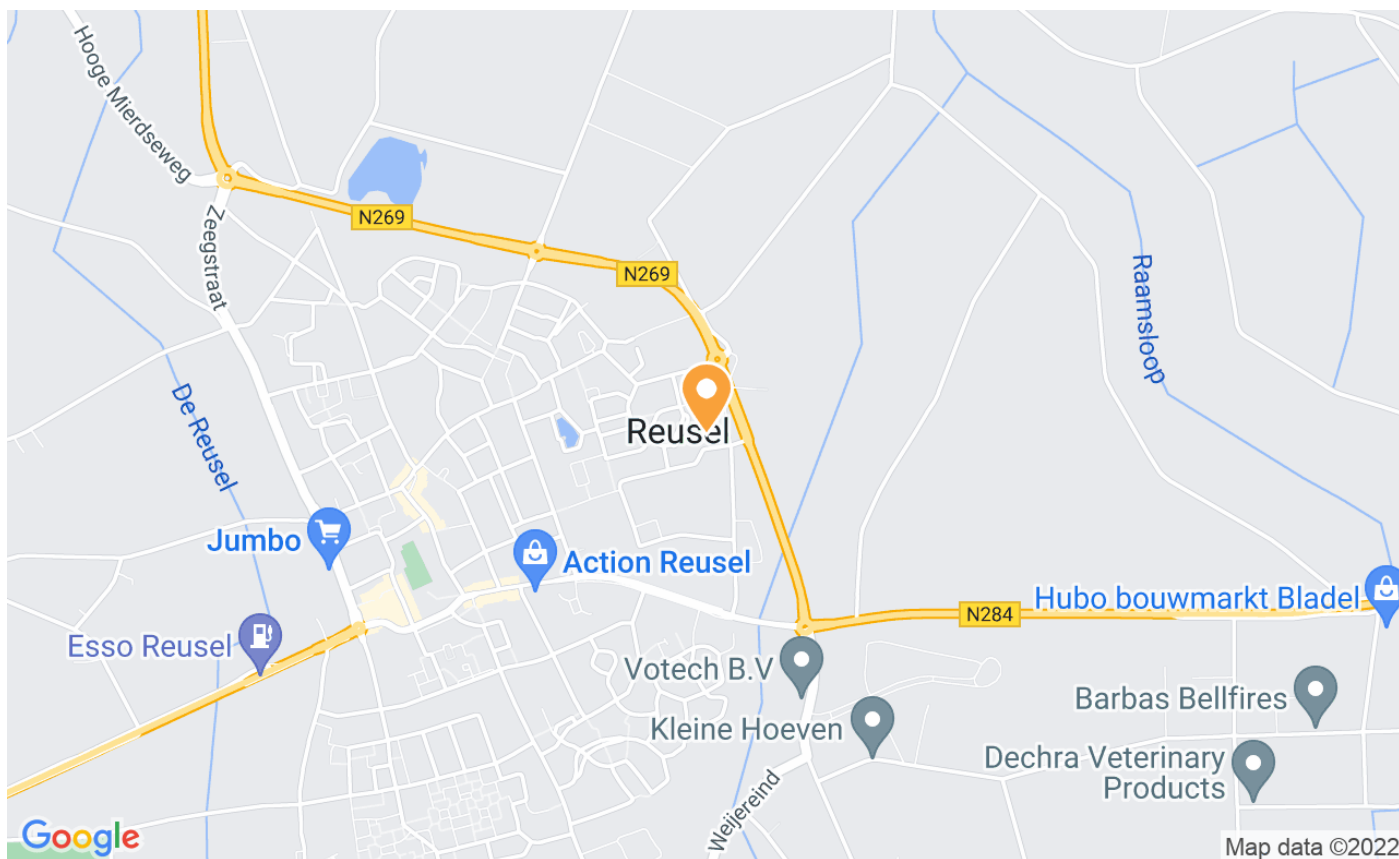 Hooge Mierdseweg
N269
Zeegstraat
N269
Raamsloop
De Reusel
Reusel
Jumbo
Action Reusel
Hubo bouwmarkt Bladel
N284
Esso Reusel
Votech B.V
Barbas Bellfires
Kleine Hoeven
Dechra Veterinary
Products
Weijereind
Google
Map data ©2022